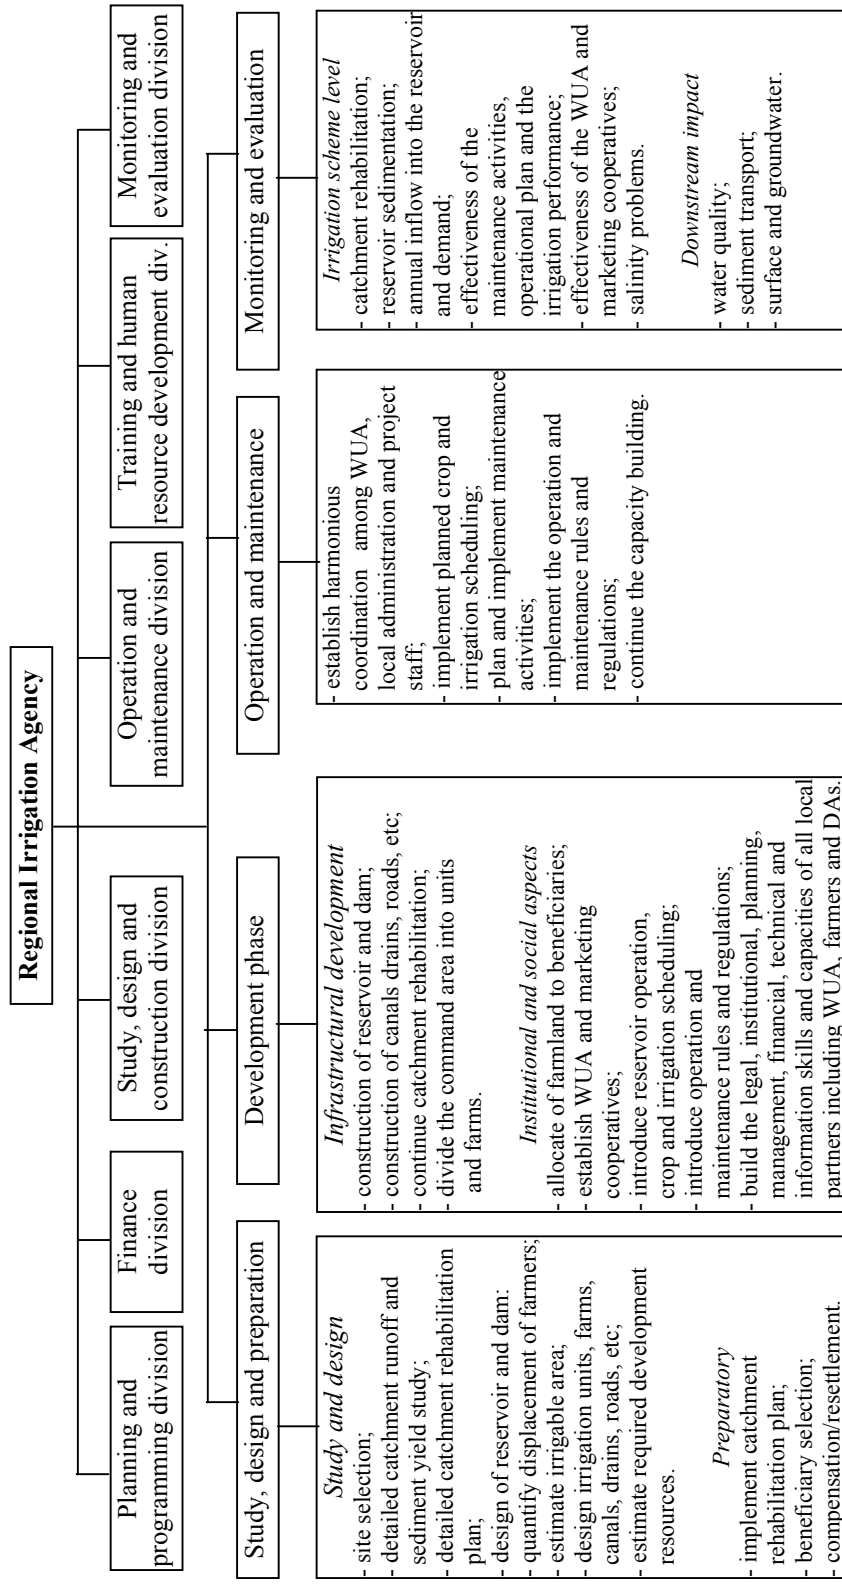 Regional Irrigation Agency
Planning and
programming division
Finance
division
Study, design and
construction division
Operation and
maintenance division
Training and human
resource development div.
Monitoring and
evaluation division
Study, design and preparation
Development phase
Operation and maintenance
Monitoring and evaluation
Study and design
- site selection;
- detailed catchment runoff and
sediment yield study;
- detailed catchment rehabilitation
plan;
- design of reservoir and dam:
- quantify displacement of farmers;
- estimate irrigable area;
- design irrigation units, farms,
canals, drains, roads, etc;
- estimate required development
resources.
Preparatory
- implement catchment
rehabilitation plan;
- beneficiary selection;
- compensation/resettlement.
Infrastructural development
- construction of reservoir and dam;
- construction of canals drains, roads, etc;
- continue catchment rehabilitation;
- divide the command area into units
and farms.
Institutional and social aspects
- allocate of farmland to beneficiaries;
- establish WUA and marketing
cooperatives;
- introduce reservoir operation,
crop and irrigation scheduling;
- introduce operation and
maintenance rules and regulations;
- build the legal, institutional, planning,
management, financial, technical and
information skills and capacities of all local
partners including WUA, farmers and DAs.
- establish harmonious
coordination among WUA,
local administration and project
staff;
- implement planned crop and
irrigation scheduling;
- plan and implement maintenance
activities;
- implement the operation and
maintenance rules and
regulations;
- continue the capacity building.
Irrigation scheme level
- catchment rehabilitation;
- reservoir sedimentation;
- annual inflow into the reservoir
and demand;
- effectiveness of the
maintenance activities,
operational plan and the
irrigation performance;
- effectiveness of the WUA and
marketing cooperatives;
- salinity problems.
Downstream impact
- water quality;
- sediment transport;
- surface and groundwater.